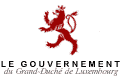 LE GOUVERNEMENT
du Grand-Duché de Luxembourg